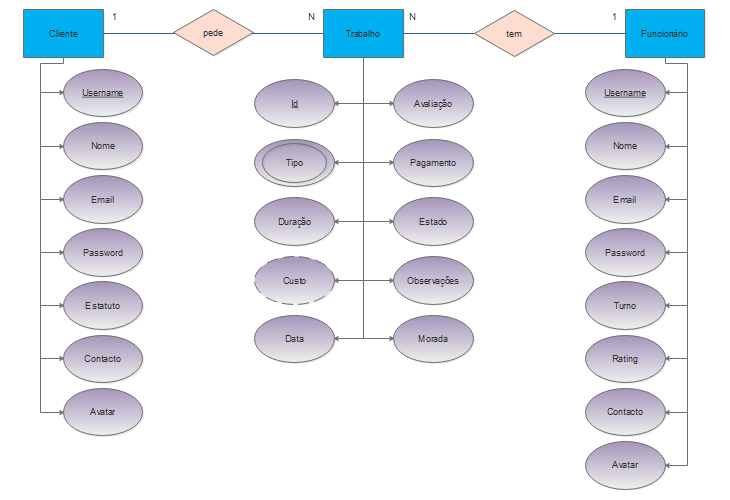 Cliente
1
pede
N
Trabalho
N
tem
1
Funcionário
Username
Nome
Email
Password
Estatuto
Contacto
Avatar
Id
Avaliação
Tipo
Pagamento
Duração
Estado
Custo
Observações
Data
Morada
Username
Nome
Email
Password
Turno
Rating
Contacto
Avatar